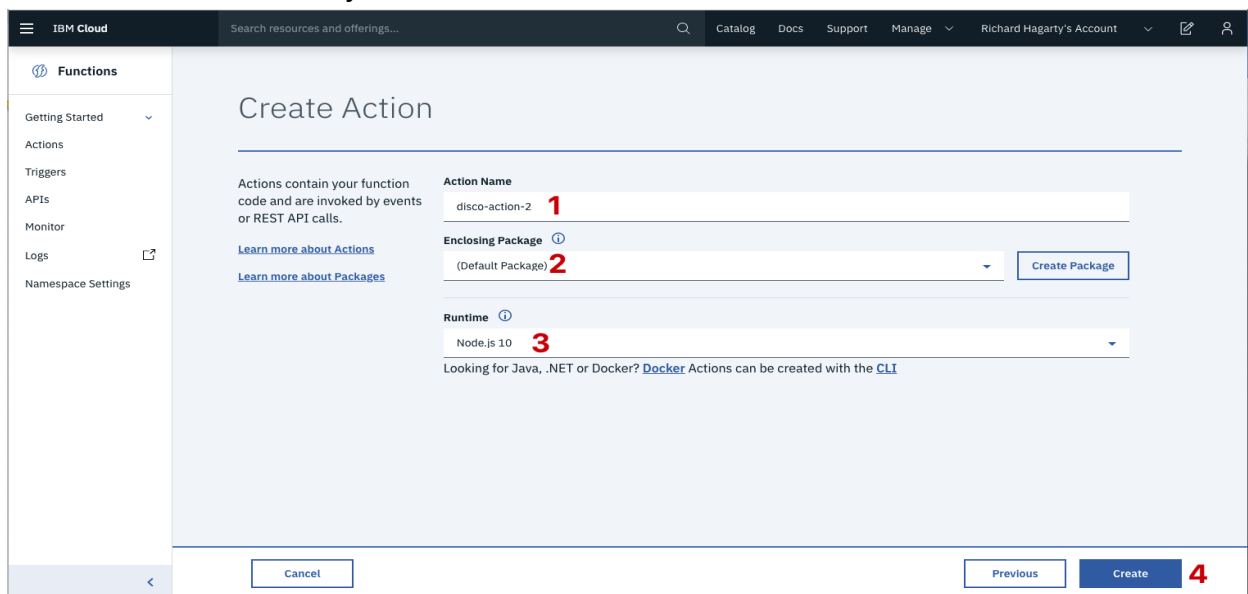 IBM Cloud
Search resources and offerings...
Catalog Docs Support Manage Richard Hagarty's Account
Functions
Getting Started
Actions
Triggers
APIs
Monitor
Logs
Namespace Settings
Create Action
Actions contain your function
code and are invoked by events
or REST API calls.
Learn more about Actions
Learn more about Packages
Action Name
disco-action-2 1
Enclosing Package
(Default Package) 2
Create Package
Runtime
Node.js 10 3
Looking for Java, .NET or Docker? Docker Actions can be created with the CLI
Cancel
Previous
Create 4